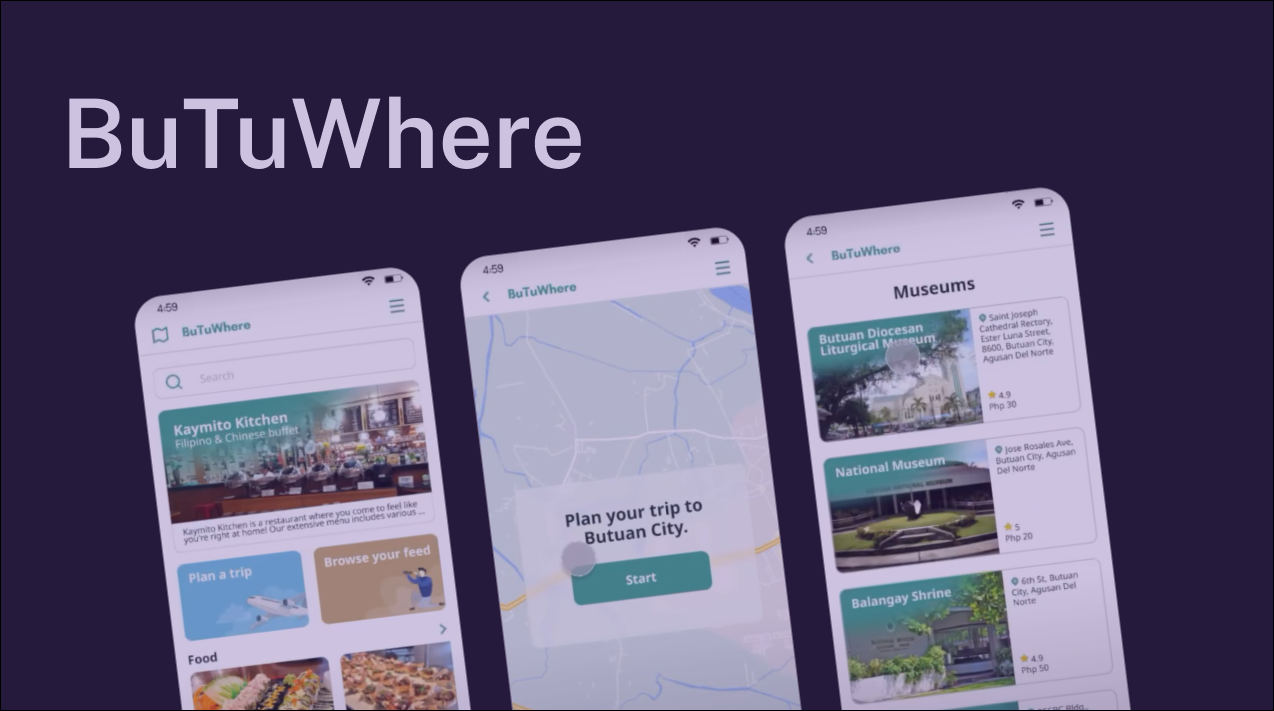 BuTuWhere
4:59
BuTuWhere
Search
Kaymito Kitchen
Filipino & Chinese buffet
Kaymito Kitchen is a restaurant where you come to feel like
you're right at home! Our extensive menu includes various ...
Plan a trip
Browse your feed
Food
4:59
BuTuWhere
Plan your trip to
Butuan City.
Start
4:59
BuTuWhere
Museums
Butuan Diocesan
Liturgical Museum
Saint Joseph
Cathedral Rectory,
Ester Luna Street,
8600, Butuan City,
Agusan Del Norte
4.9
Php 30
National Museum
Jose Rosales Ave,
Butuan City, Agusan
Del Norte
5
Php 20
Balangay Shrine
6th St, Butuan
City, Agusan Del
Norte
4.9
Php 50